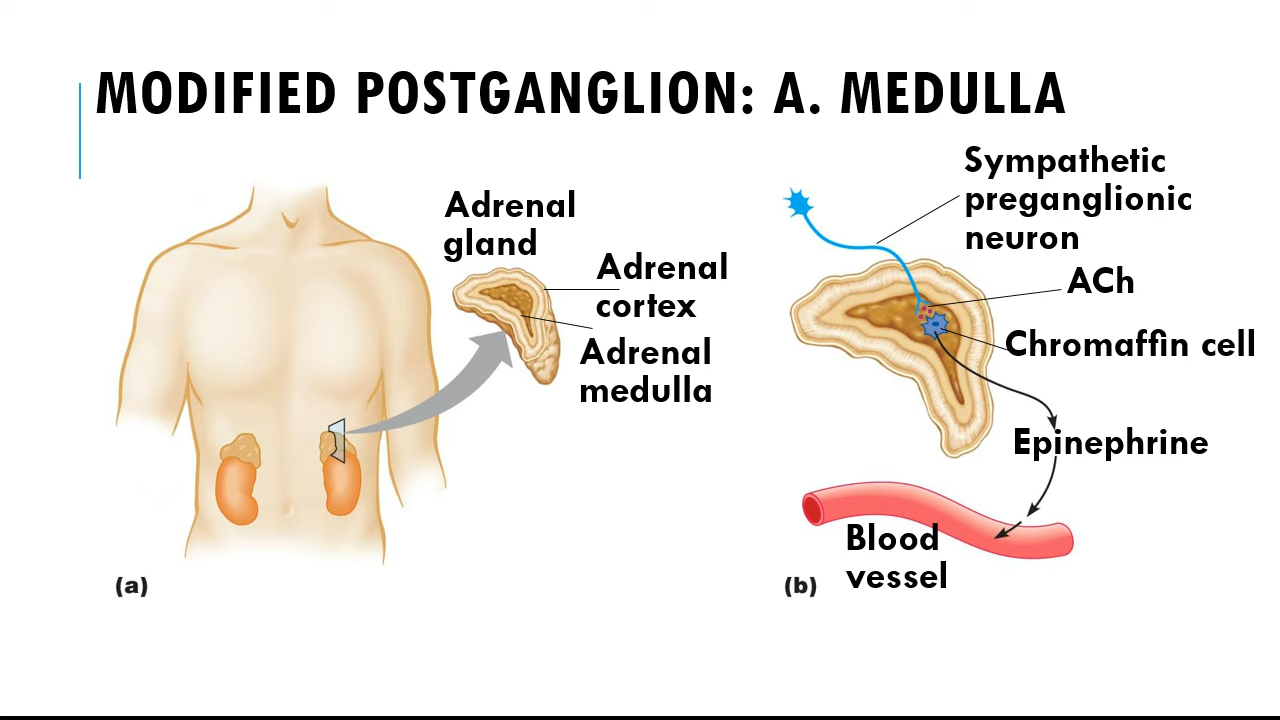 MODIFIED POSTGANGLION: A. MEDULLA
Adrenal
gland
Adrenal
cortex
Adrenal
medulla
(a)
Sympathetic
preganglionic
neuron
ACh
Chromaffin cell
Epinephrine
Blood
vessel
(b)